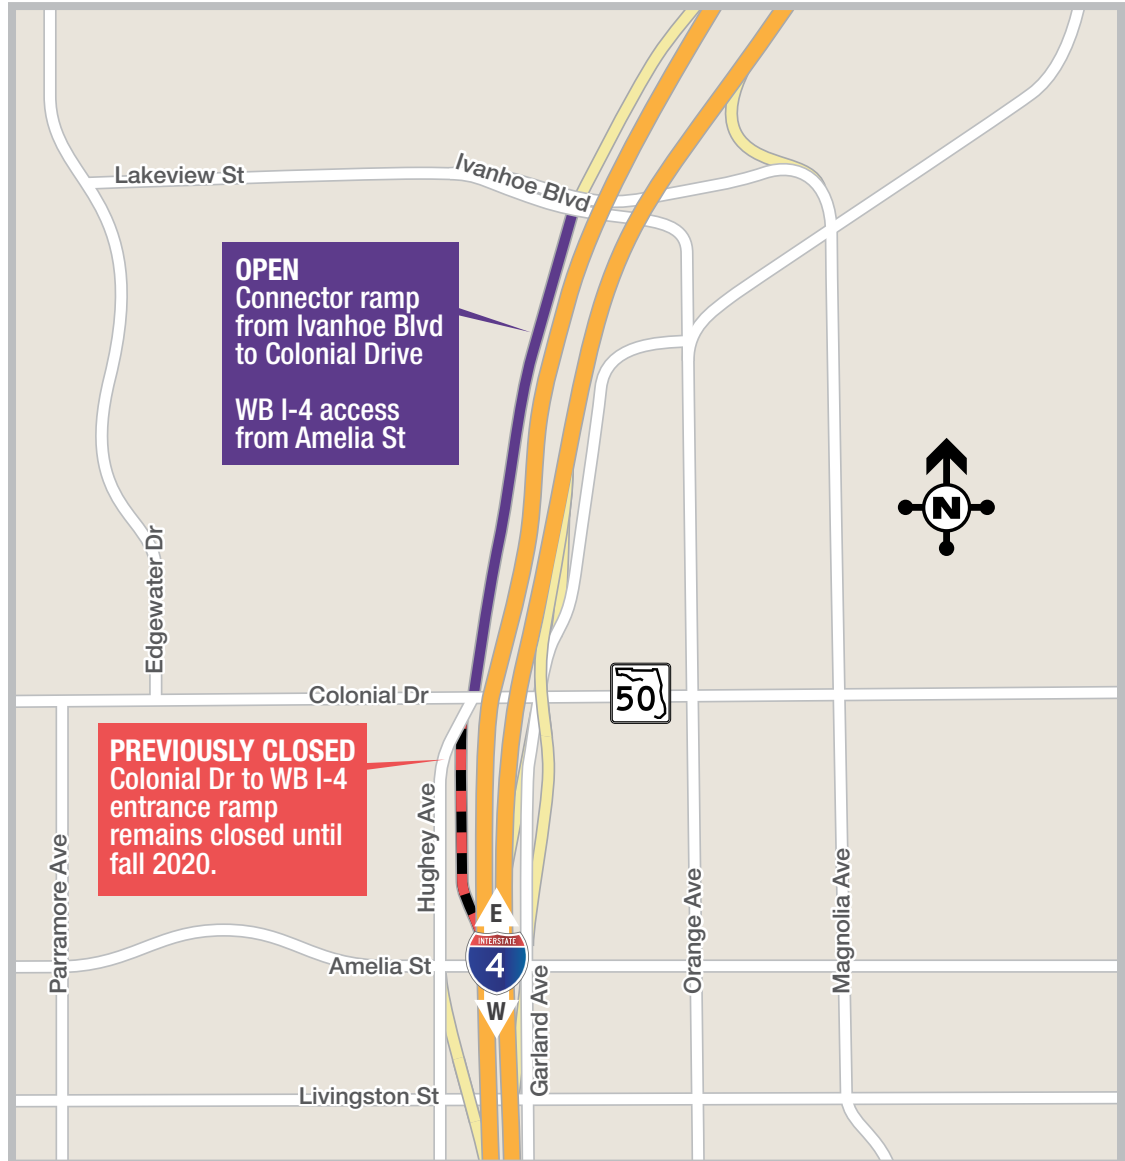 Lakeview St
Ivanhoe Blvd
OPEN
Connector ramp
from Ivanhoe Blvd
to Colonial Drive
WB I-4 access
from Amelia St
N
Edgewater Dr
Colonial Dr
50
PREVIOUSLY CLOSED
Colonial Dr to WB I-4
entrance ramp
remains closed until
fall 2020.
Hughey Ave
Parramore Ave
Orange Ave
Magnolia Ave
E
INTERSTATE
4
W
Amelia St
Garland Ave
Livingston St